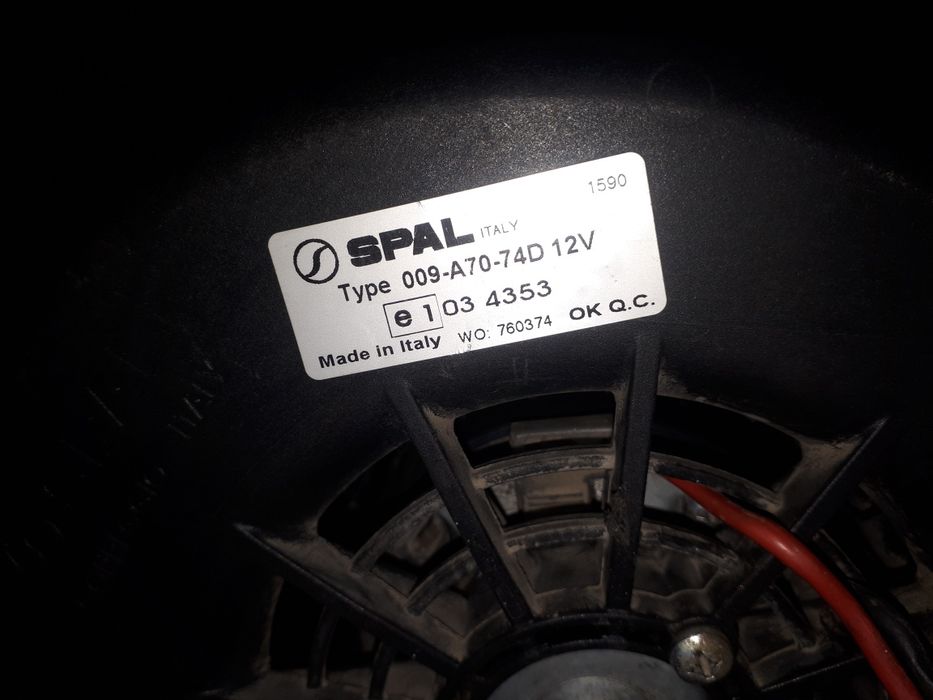 1590
SPAL ITALY
Type 009-A70-74D 12V
e 1 03 4353
Made in Italy WO: 760374 OK Q.C.